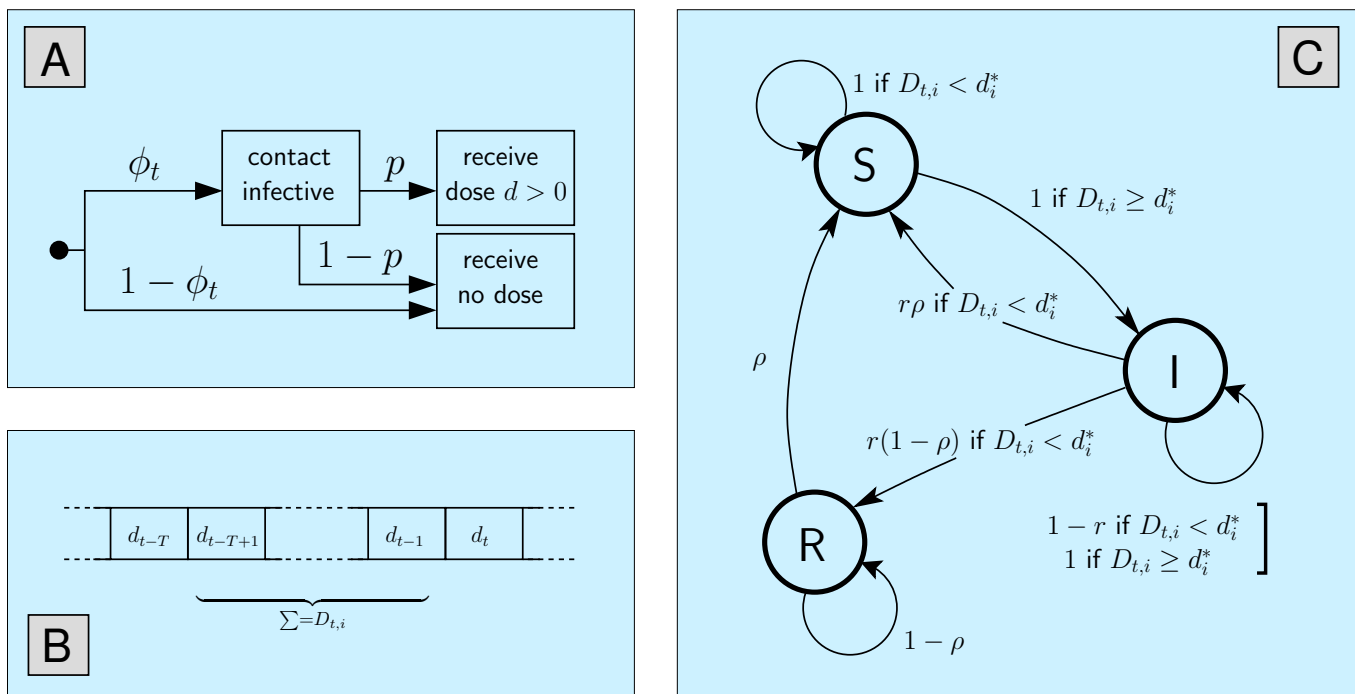 A
ϕ_t
contact
infective
p
receive
dose d > 0
1 − p
receive
no dose
1 − ϕ_t
B
d_{t−T} d_{t−T+1} d_{t−1} d_t
∑=D_{t,i}
C
1 if D_{t,i} < d_i^*
S
1 if D_{t,i} ≥ d_i^*
rρ if D_{t,i} < d_i^*
ρ
I
r(1 − ρ) if D_{t,i} < d_i^*
R
1 − r if D_{t,i} < d_i^*
1 if D_{t,i} ≥ d_i^*
1 − ρ